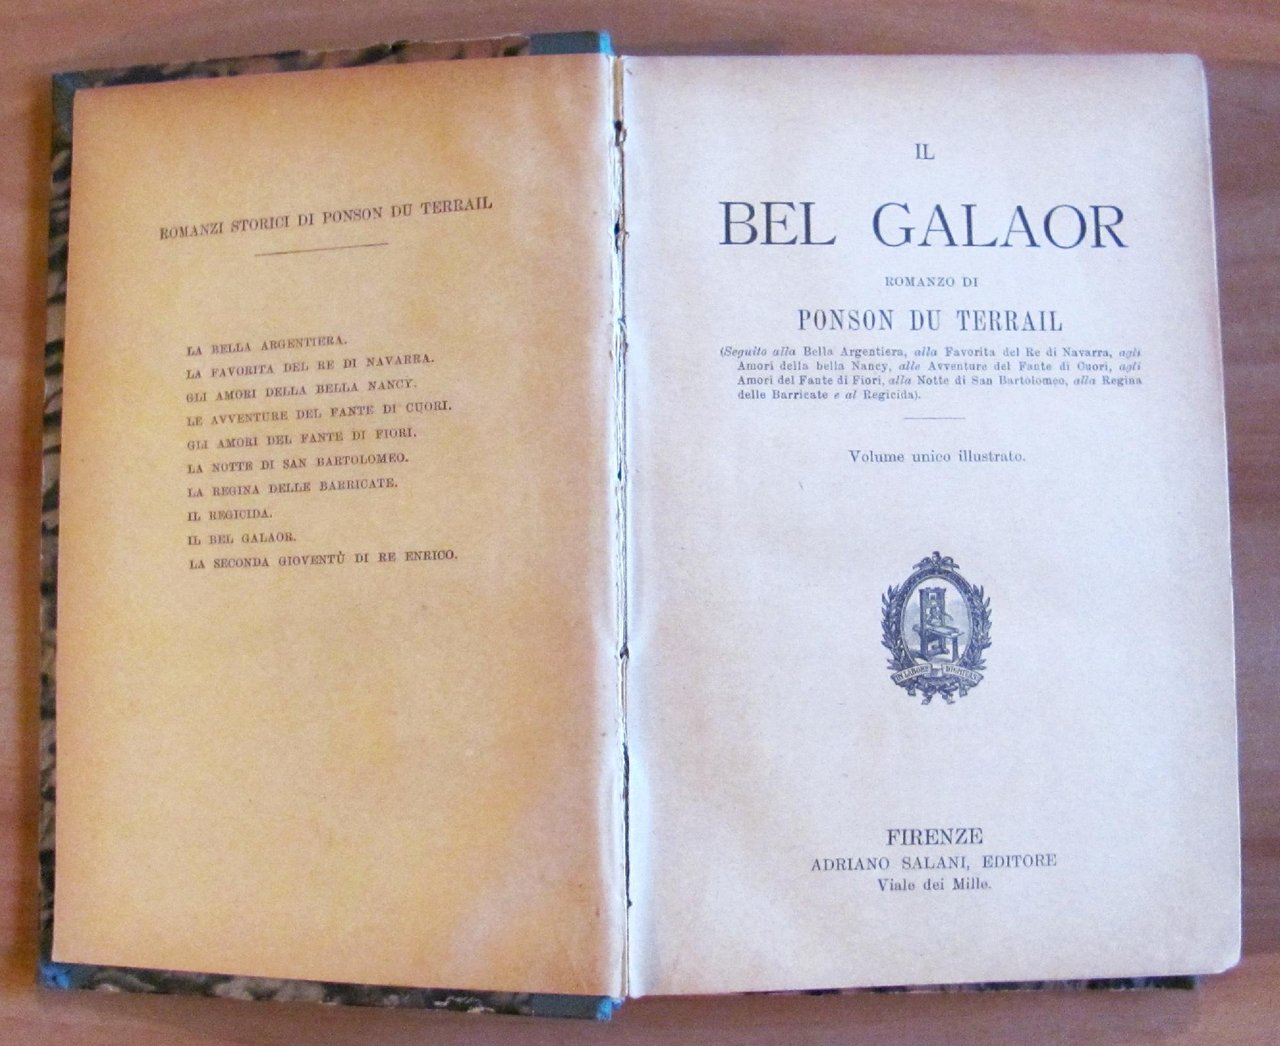 ROMANZI STORICI DI PONSON DU TERRAIL
LA BELLA ARGENTIERA.
LA FAVORITA DEL RE DI NAVARRA.
GLI AMORI DELLA BELLA NANCY.
LE AVVENTURE DEL FANTE DI CUORI.
GLI AMORI DEL FANTE DI FIORI.
LA NOTTE DI SAN BARTOLOMEO.
LA REGINA DELLE BARRICATE.
IL REGICIDA.
IL BEL GALAOR.
LA SECONDA GIOVENTÙ DI RE ENRICO.
IL
BEL GALAOR
ROMANZO DI
PONSON DU TERRAIL
(Seguito alla Bella Argentiera, alla Favorita del Re di Navarra, agli
Amori della bella Nancy, alle Avventure del Fante di Cuori, agli
Amori del Fante di Fiori, alla Notte di San Bartolomeo, alla Regina
delle Barricate e al Regicida).
Volume unico illustrato.
IN LABORE DIGNITAS
FIRENZE
ADRIANO SALANI, EDITORE
Viale dei Mille.